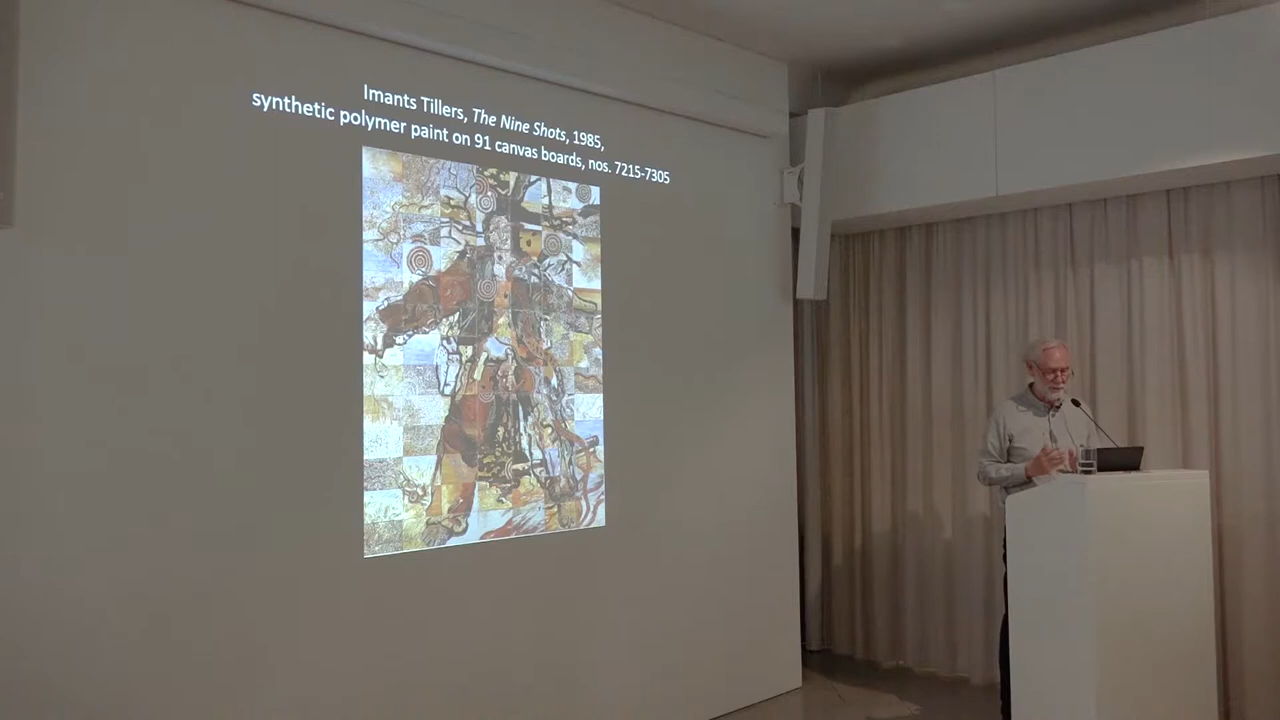 Imants Tillers, The Nine Shots, 1985,
synthetic polymer paint on 91 canvas boards, nos. 7215-7305